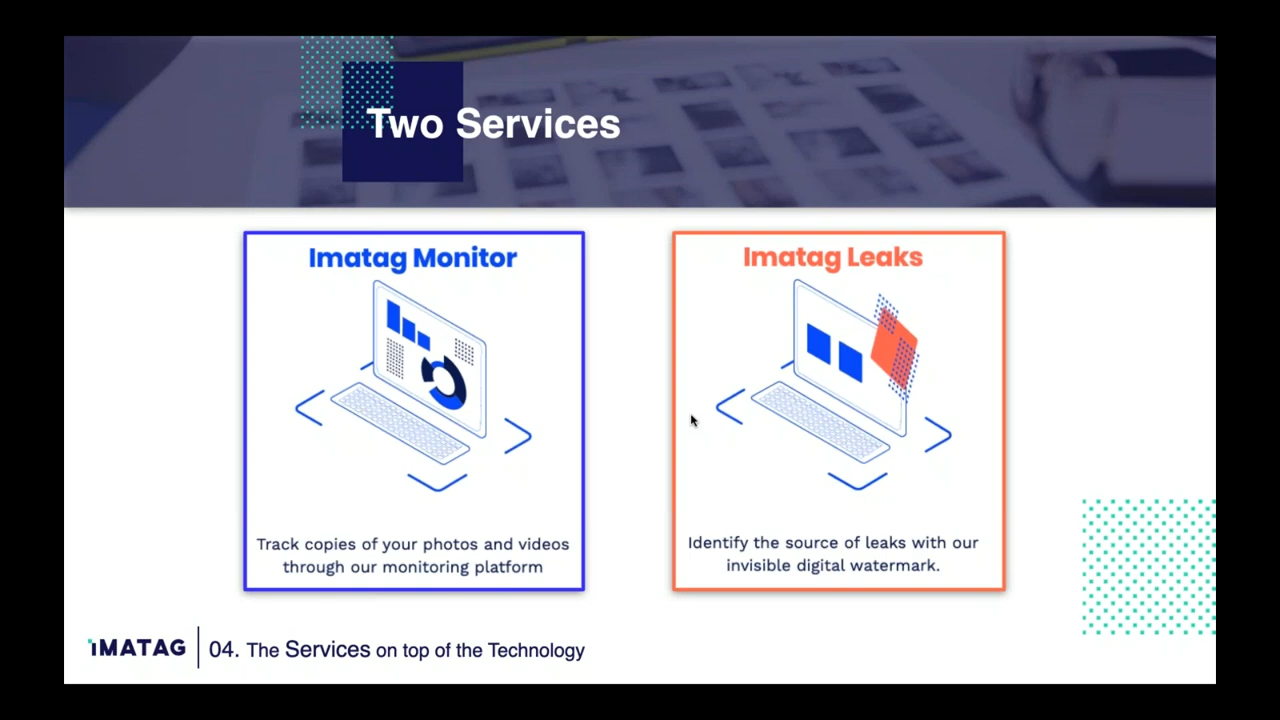 Two Services
Imatag Monitor
Track copies of your photos and videos
through our monitoring platform
Imatag Leaks
Identify the source of leaks with our
invisible digital watermark.
IMATAG
04. The Services on top of the Technology